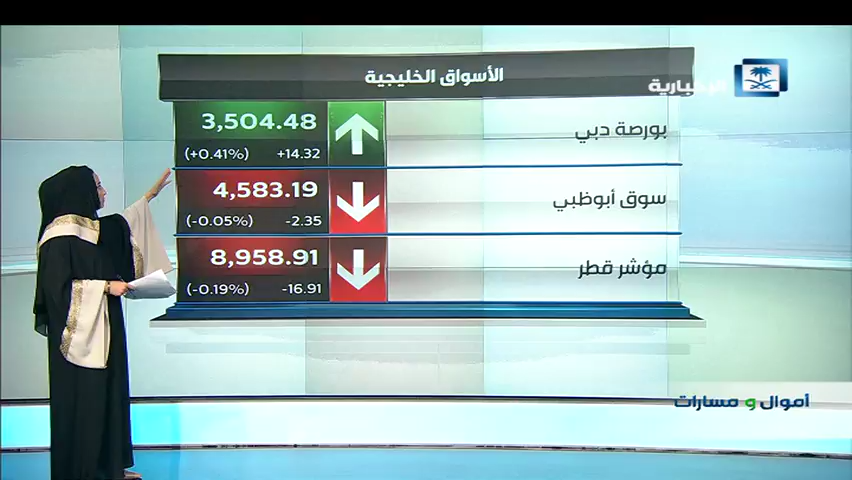 الأسواق الخليجية
الإخبارية
بورصة دبي
3,504.48
(+0.41%) +14.32
سوق أبوظبي
4,583.19
(-0.05%) -2.35
مؤشر قطر
8,958.91
(-0.19%) -16.91
أموال و مسارات